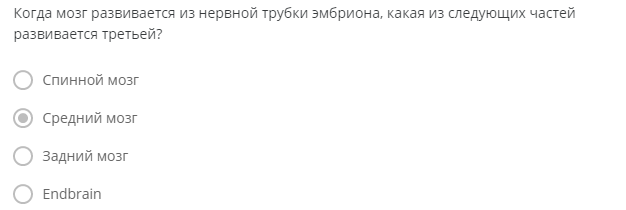 Когда мозг развивается из нервной трубки эмбриона, какая из следующих частей
развивается третьей?
Спинной мозг
Средний мозг
Задний мозг
Endbrain